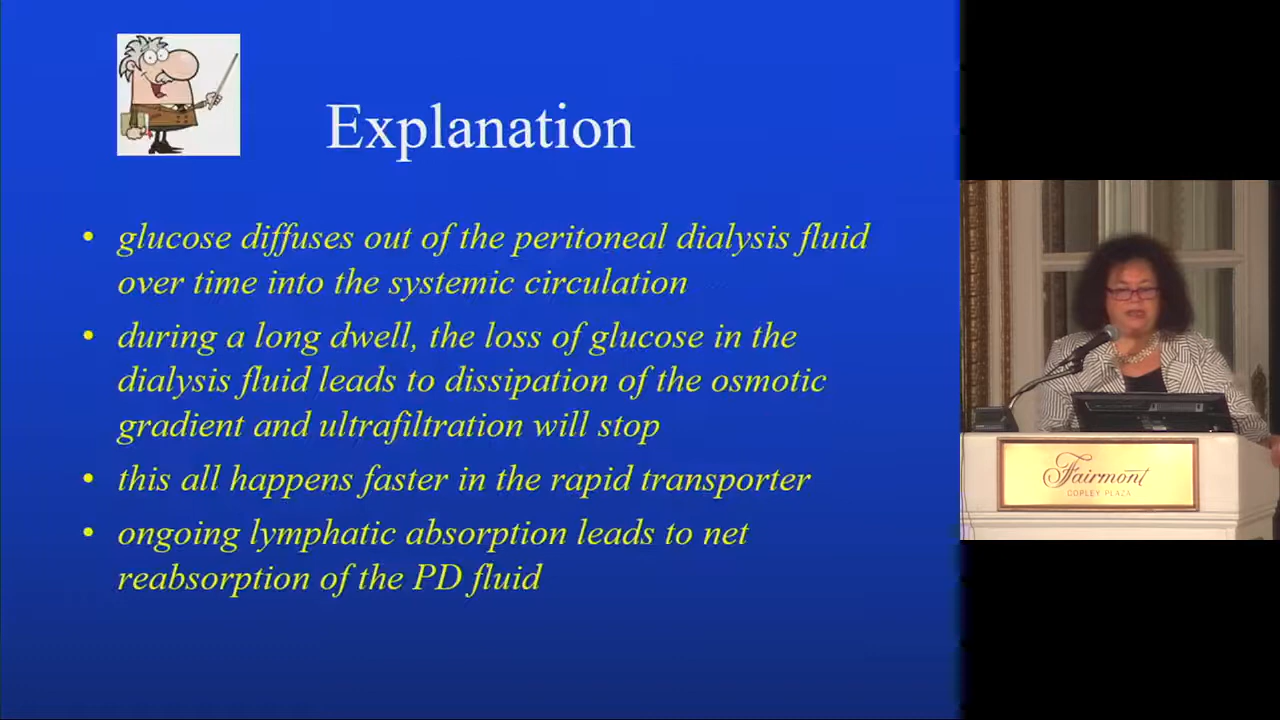 Explanation
• glucose diffuses out of the peritoneal dialysis fluid
over time into the systemic circulation
• during a long dwell, the loss of glucose in the
dialysis fluid leads to dissipation of the osmotic
gradient and ultrafiltration will stop
• this all happens faster in the rapid transporter
• ongoing lymphatic absorption leads to net
reabsorption of the PD fluid
Fairmont
COPLEY PLAZA